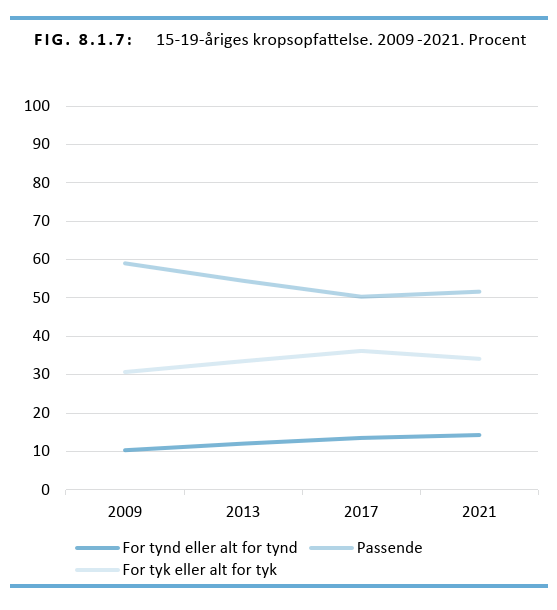 FIG. 8.1.7: 15-19-åriges kropsopfattelse. 2009-2021. Procent
100
90
80
70
60
50
40
30
20
10
0
2009 2013 2017 2021
For tynd eller alt for tynd Passende
For tyk eller alt for tyk